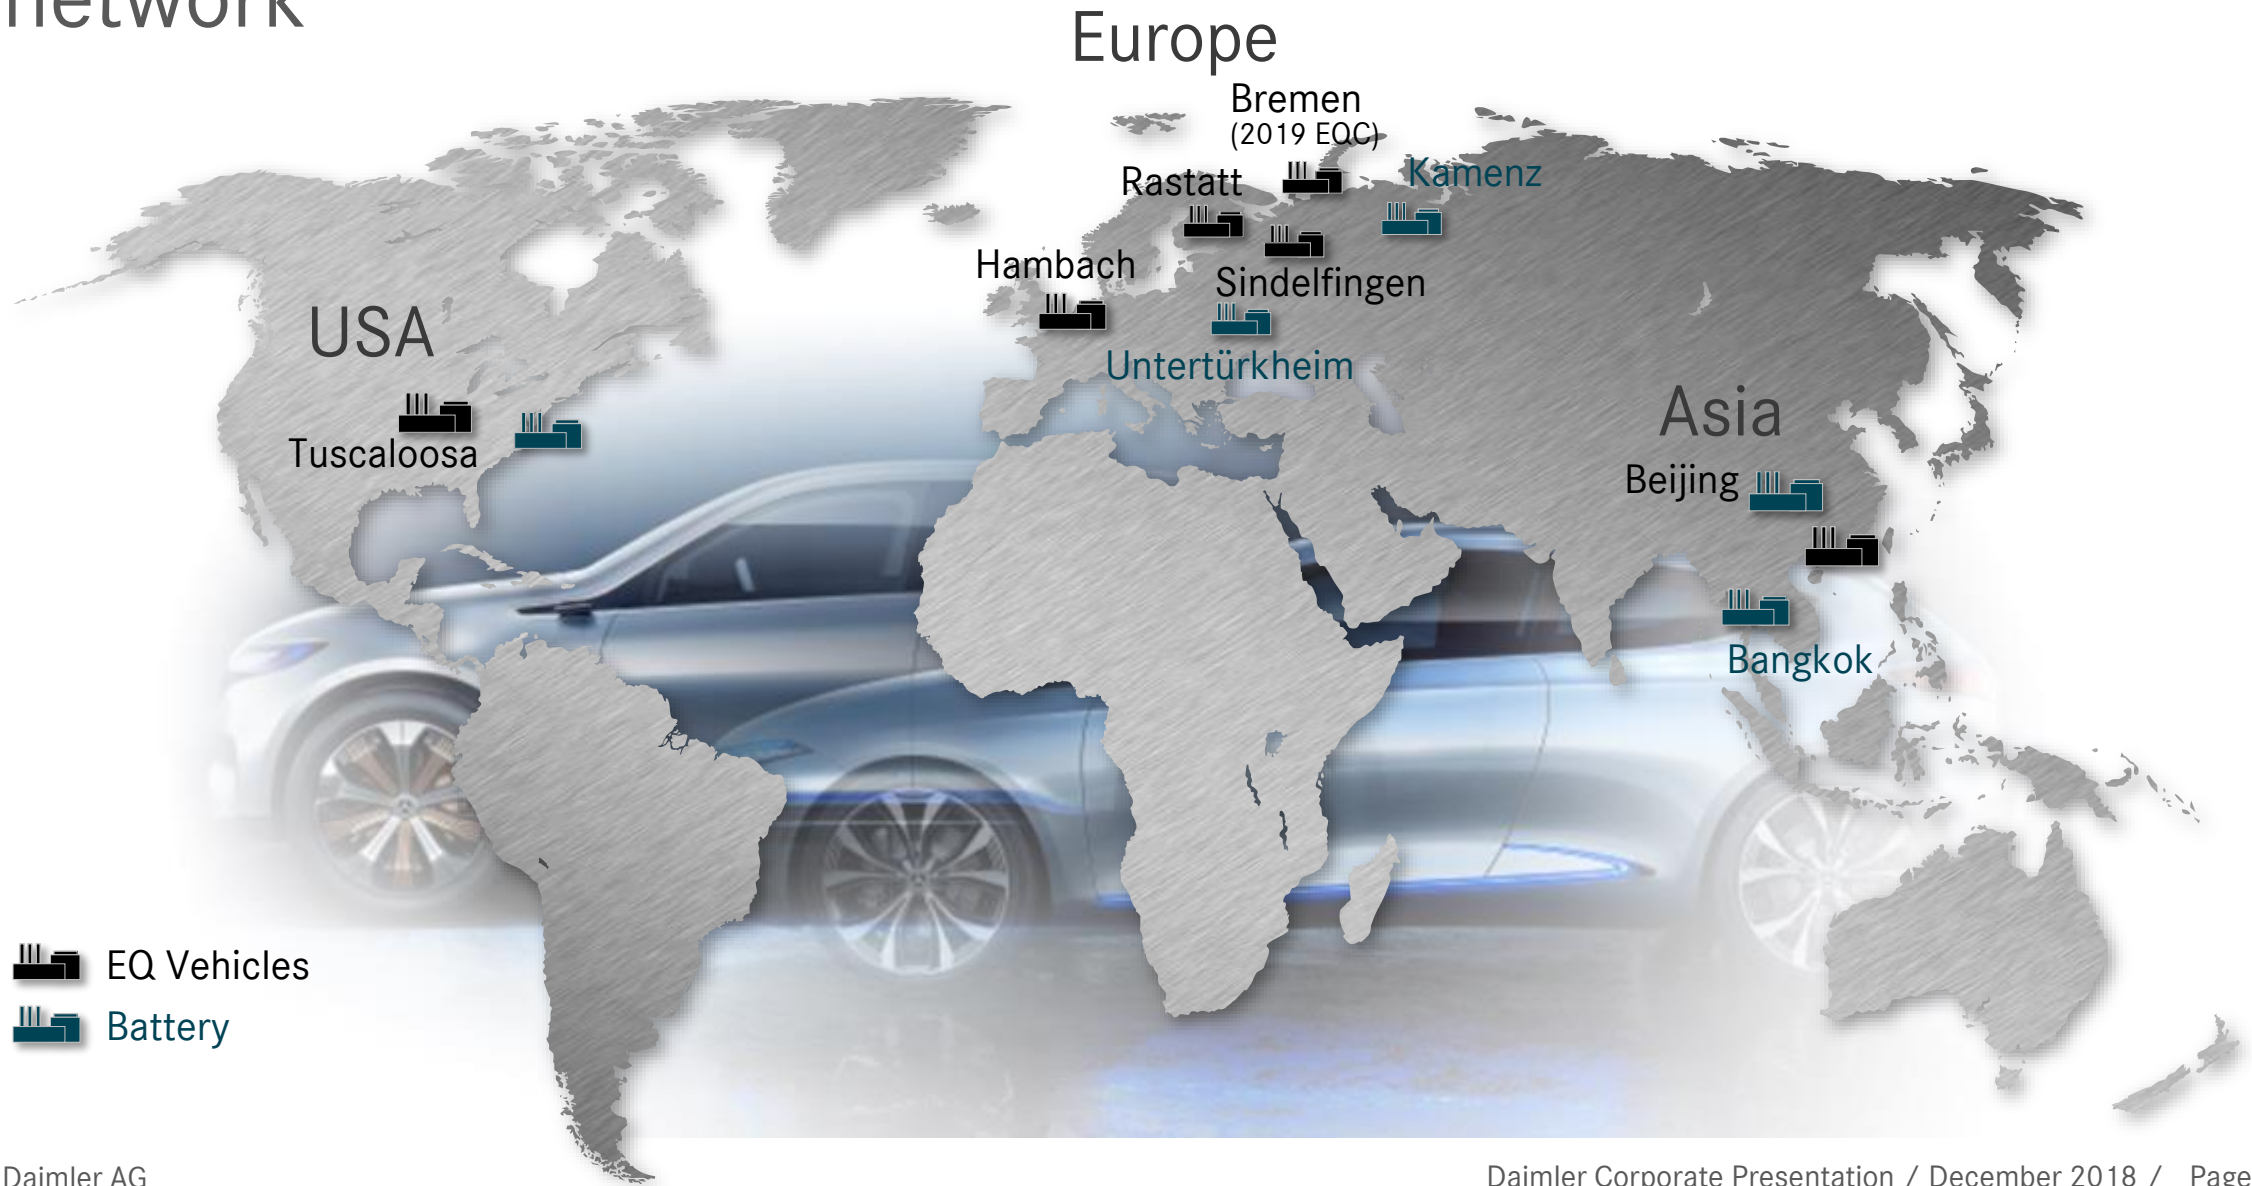 network
Europe
Bremen
(2019 EQC)
Kamenz
Rastatt
Hambach
Sindelfingen
USA
Untertürkheim
Asia
Tuscaloosa
Beijing
Bangkok
EQ Vehicles
Battery
Daimler AG
Daimler Corporate Presentation / December 2018 / Page